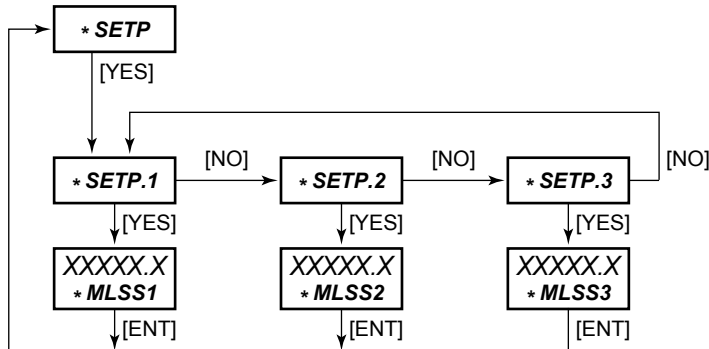 * SETP
[YES]
[NO] [NO] [NO]
* SETP.1 * SETP.2 * SETP.3
[YES] [YES] [YES]
XXXXX.X XXXXX.X XXXXX.X
* MLSS1 * MLSS2 * MLSS3
[ENT] [ENT] [ENT]